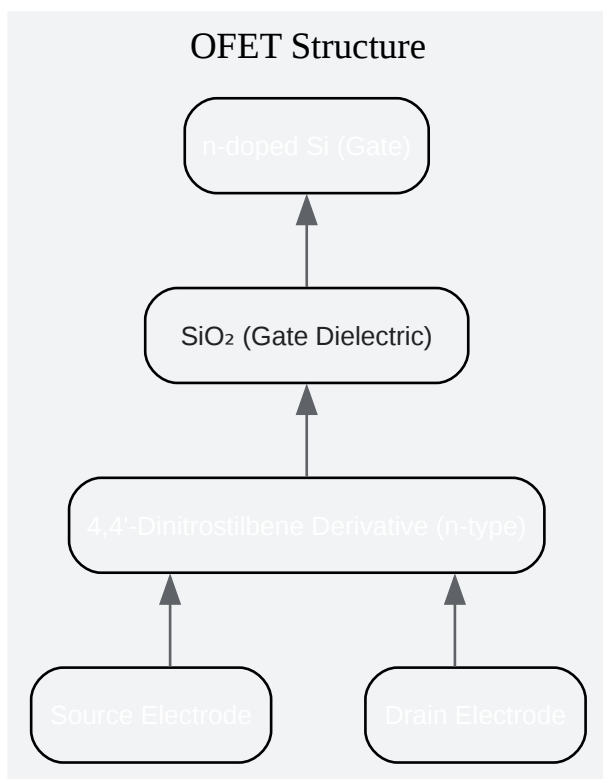 OFET Structure
n-doped Si (Gate)
SiO₂ (Gate Dielectric)
4,4'-Dinitrostilbene Derivative (n-type)
Source Electrode
Drain Electrode